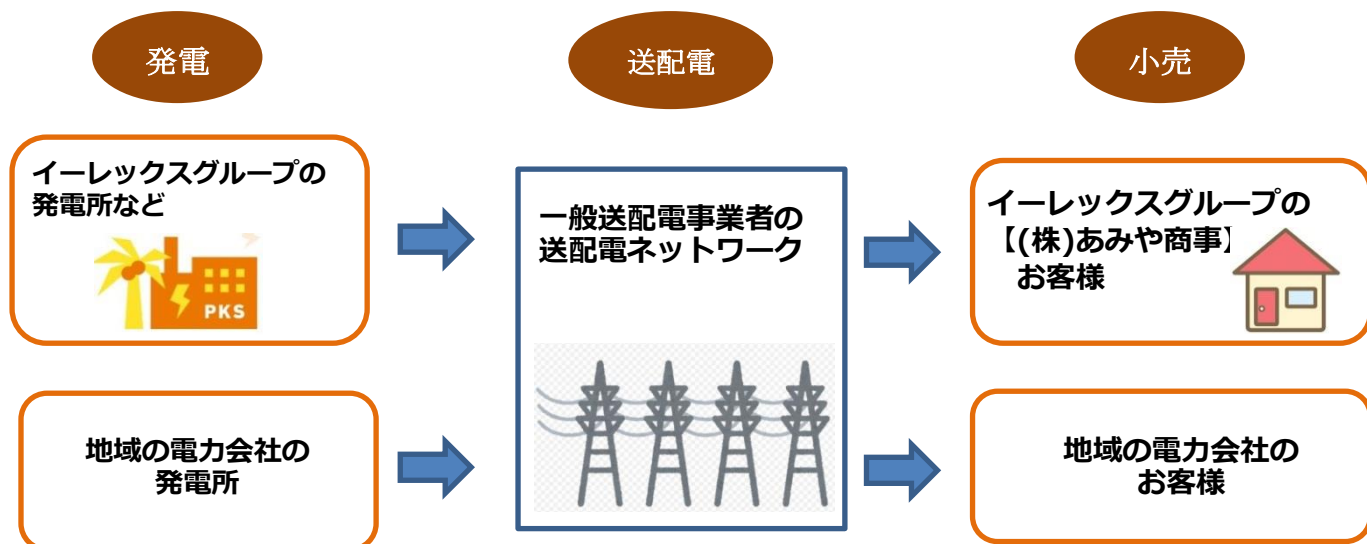 発電
送配電
小売
イーレックスグループの
発電所など
PKS
一般送配電事業者の
送配電ネットワーク
イーレックスグループの
【(株)あみや商事】
お客様
地域の電力会社の
発電所
地域の電力会社の
お客様